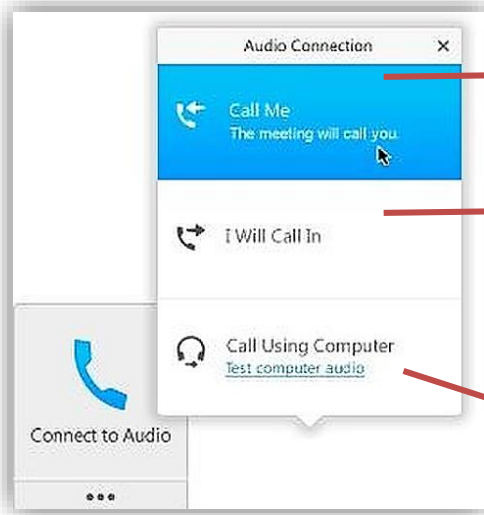 Audio Connection ×
Call Me
The meeting will call you.
I Will Call In
Call Using Computer
Test computer audio
Connect to Audio